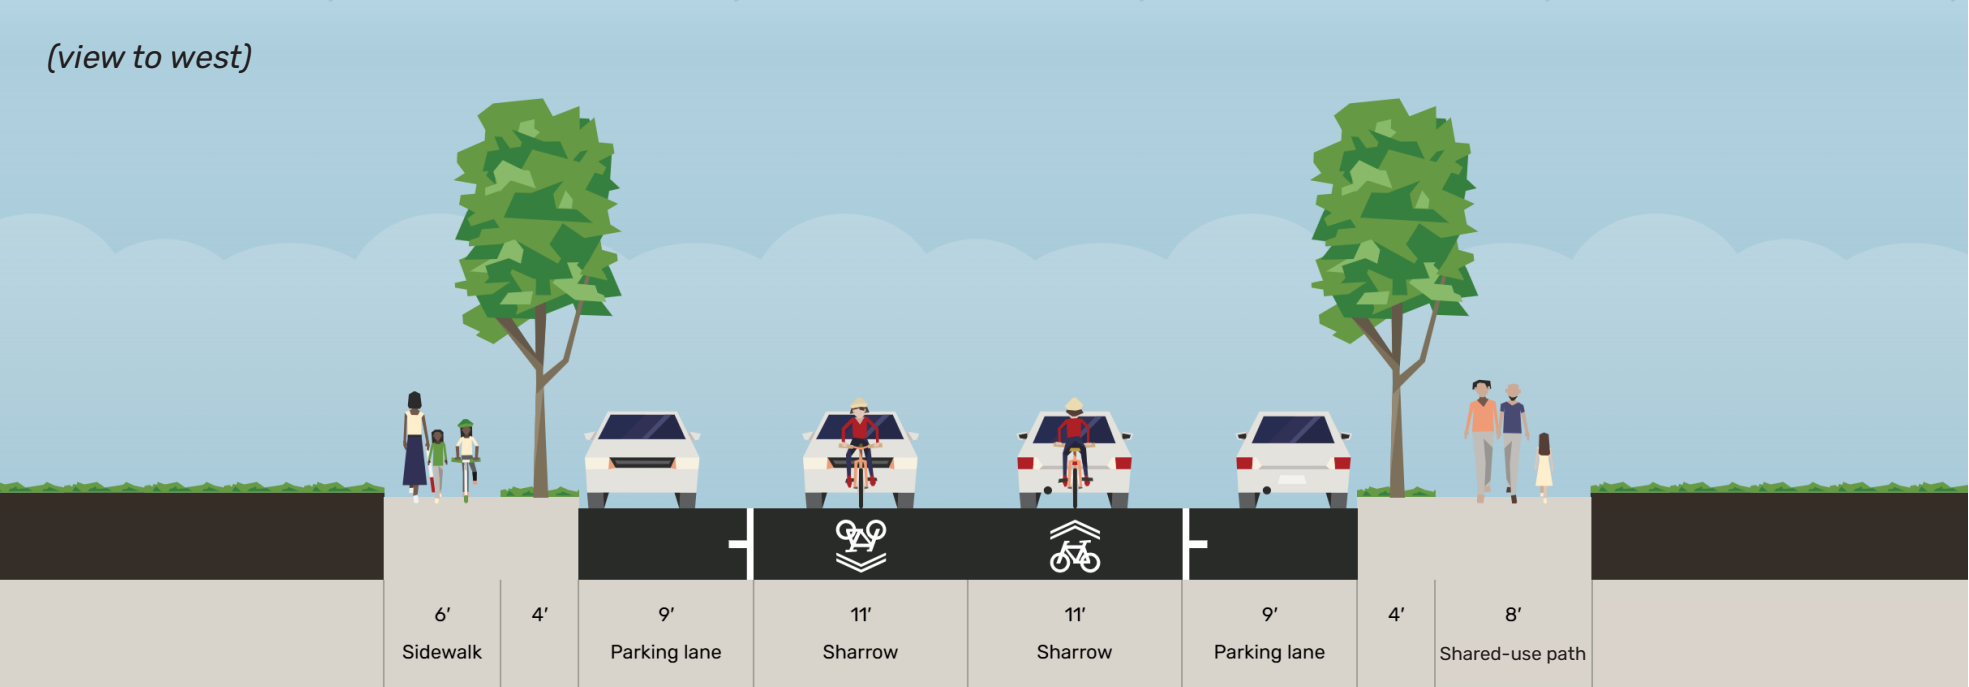 (view to west)
6′ 4′ 9′ 11′ 11′ 9′ 4′ 8′
Sidewalk Parking lane Sharrow Sharrow Parking lane Shared-use path